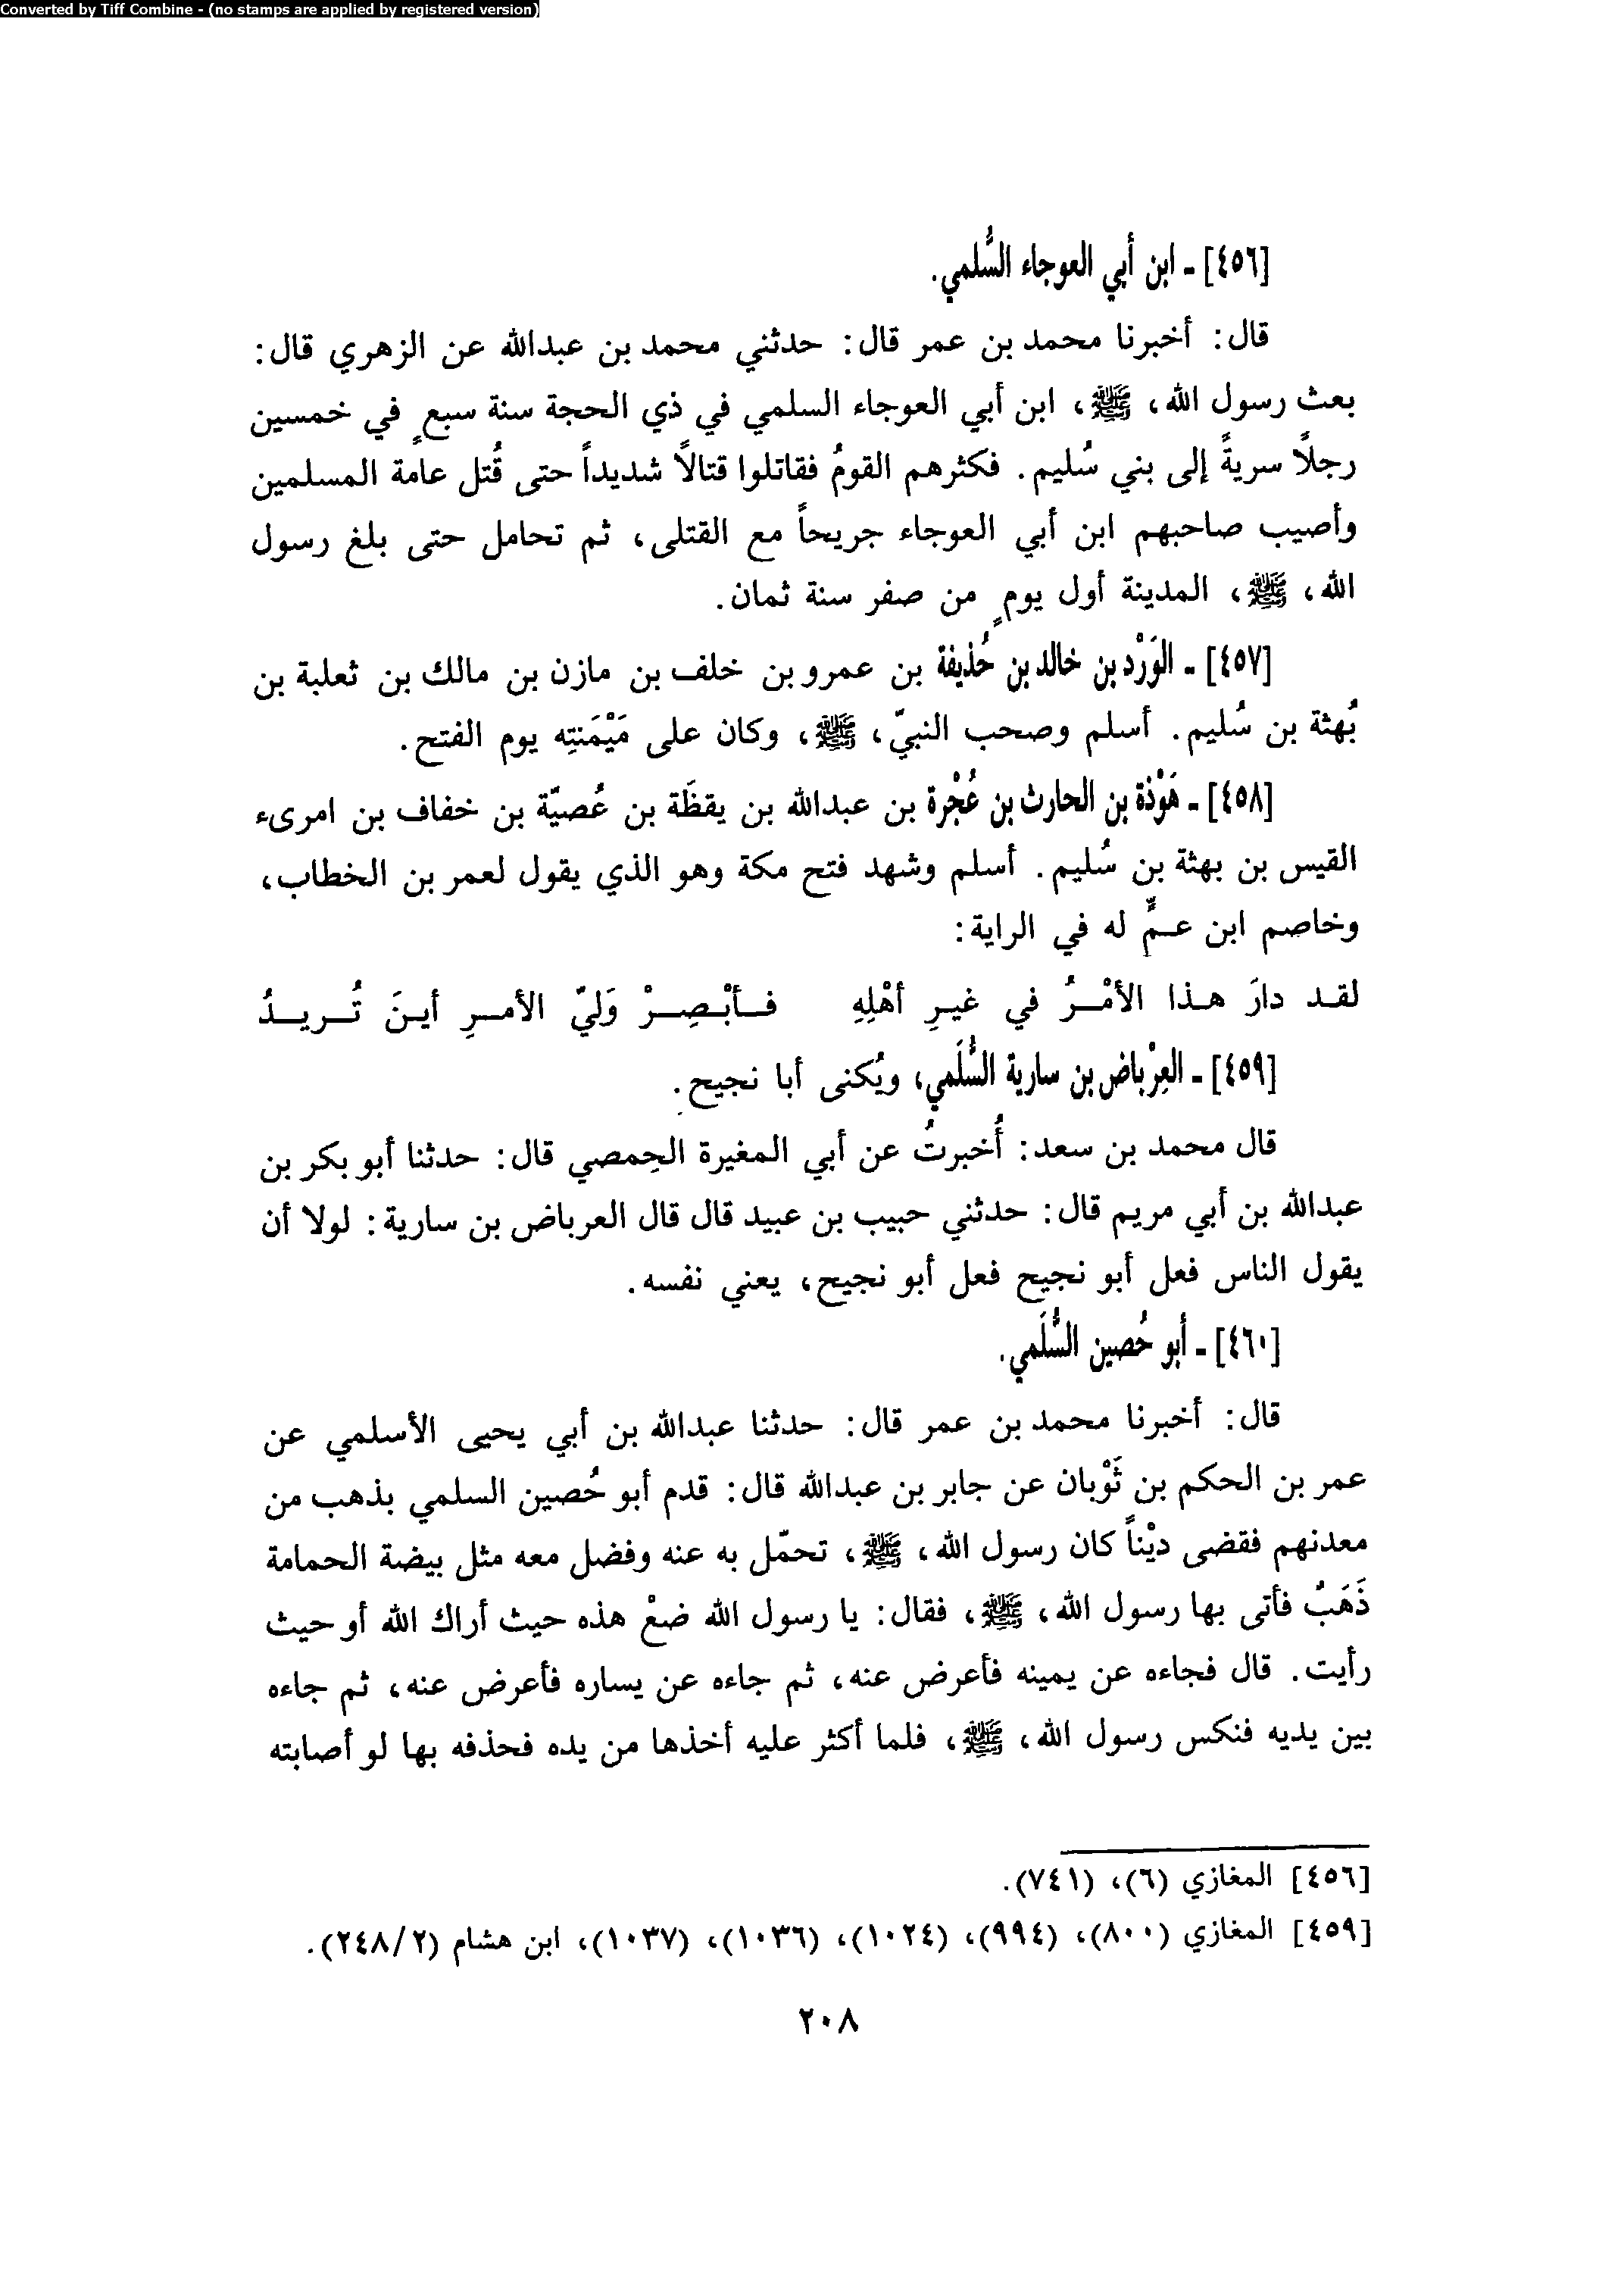 Converted by Tiff Combine - (no stamps are applied by registered version)
[٤٥٦] - ابن أبي العوجاء السُّلمي.
قال: أخبرنا محمد بن عمر قال: حدثني محمد بن عبدالله عن الزهري قال:
بعث رسول الله، ﷺ، ابن أبي العوجاء السلمي في ذي الحجة سنة سبعٍ في خمسين
رجلًا سريةً إلى بني سُليم. فكثرهم القومُ فقاتلوا قتالًا شديداً حتى قُتل عامة المسلمين
وأصيب صاحبهم ابن أبي العوجاء جريحاً مع القتلى، ثم تحامل حتى بلغ رسول
الله، ﷺ، المدينة أول يومٍ من صفر سنة ثمان.
[٤٥٧] - الوَرْد بن خالد بن حُذيفة بن عمرو بن خلف بن مازن بن مالك بن ثعلبة بن
بُهثة بن سُليم. أسلم وصحب النبيّ، ﷺ، وكان على مَيْمَنتِه يوم الفتح.
[٤٥٨] - هَوْذة بن الحارث بن عُجْرة بن عبدالله بن يقظَة بن عُصيّة بن خفاف بن امرىء
القيس بن بهثة بن سُليم. أسلم وشهد فتح مكة وهو الذي يقول لعمر بن الخطاب،
وخاصم ابن عمٍّ له في الراية:
لقد دارَ هذا الأمْرُ في غيرِ أهْلِهِ فأبْصِرْ وَليّ الأمرِ أينَ تُريدُ
[٤٥٩] - العِرْباض بن سارية السُّلَمي، ويُكنى أبا نجيح.
قال محمد بن سعد: أُخبرتُ عن أبي المغيرة الحِمصي قال: حدثنا أبو بكر بن
عبدالله بن أبي مريم قال: حدثني حبيب بن عبيد قال قال العرباض بن سارية: لولا أن
يقول الناس فعل أبو نجيح فعل أبو نجيح، يعني نفسه.
[٤٦٠] - أبو حُصين السُّلَمي.
قال: أخبرنا محمد بن عمر قال: حدثنا عبدالله بن أبي يحيى الأسلمي عن
عمر بن الحكم بن ثَوْبان عن جابر بن عبدالله قال: قدم أبو حُصين السلمي بذهب من
معدنهم فقضى ديْناً كان رسول الله، ﷺ، تحمّل به عنه وفضل معه مثل بيضة الحمامة
ذَهَبٌ فأتى بها رسول الله، ﷺ، فقال: يا رسول الله ضعْ هذه حيث أراك الله أو حيث
رأيت. قال فجاءه عن يمينه فأعرض عنه، ثم جاءه عن يساره فأعرض عنه، ثم جاءه
بين يديه فنكس رسول الله، ﷺ، فلما أكثر عليه أخذها من يده فحذفه بها لو أصابته
[٤٥٦] المغازي (٦)، (٧٤١).
[٤٥٩] المغازي (٨٠٠)، (٩٩٤)، (١٠٢٤)، (١٠٣٦)، (١٠٣٧)، ابن هشام (٢٤٨/٢).
٢٠٨